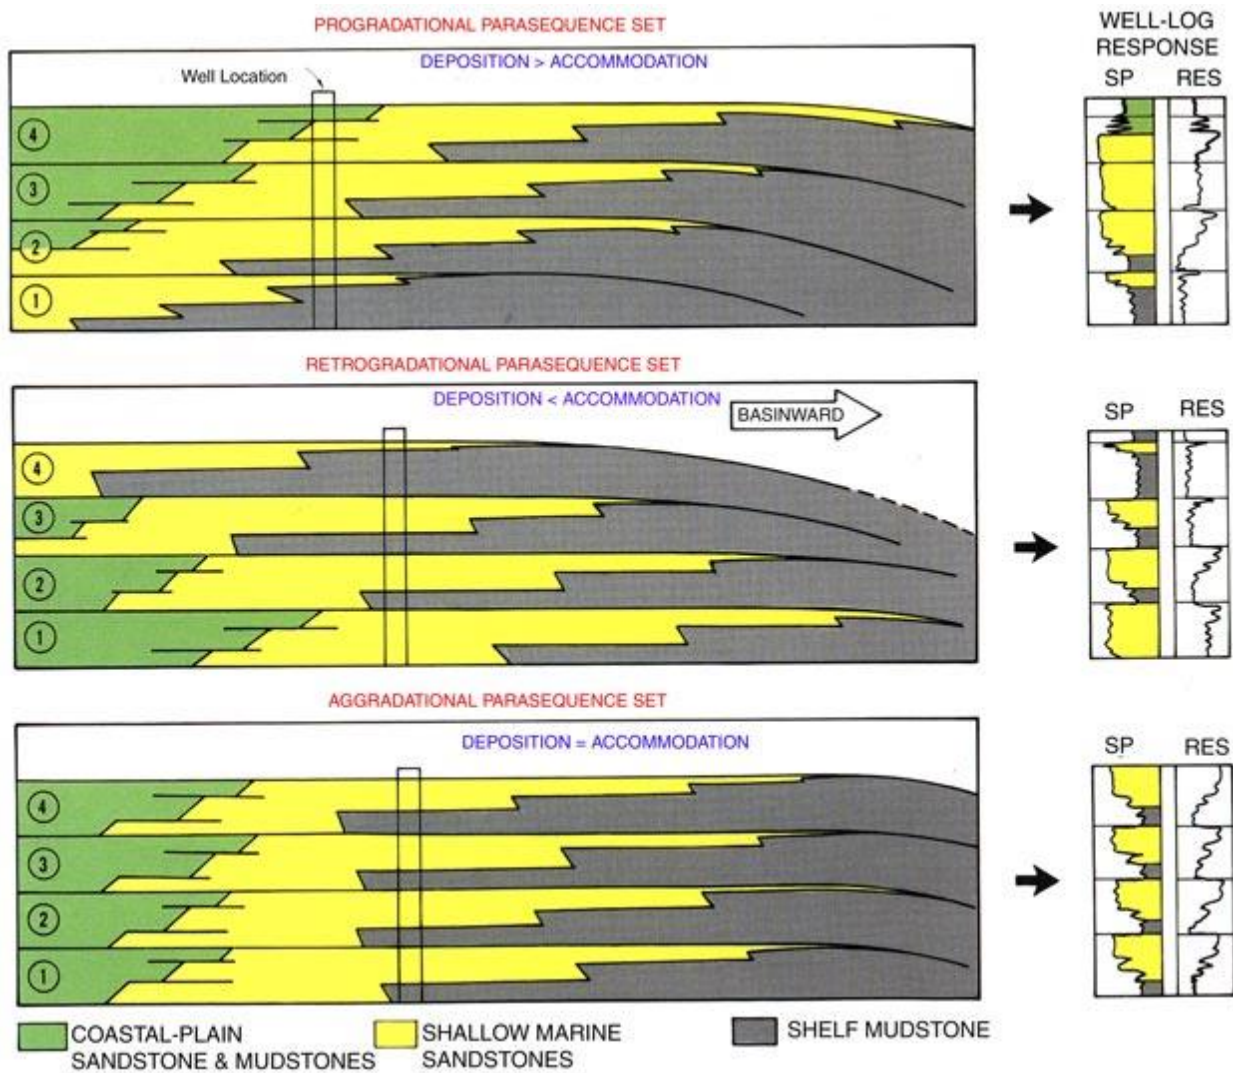 PROGRADATIONAL PARASEQUENCE SET
DEPOSITION > ACCOMMODATION
Well Location
4
3
2
1
WELL-LOG
RESPONSE
SP RES
RETROGRADATIONAL PARASEQUENCE SET
DEPOSITION < ACCOMMODATION
BASINWARD
4
3
2
1
SP RES
AGGRADATIONAL PARASEQUENCE SET
DEPOSITION = ACCOMMODATION
4
3
2
1
SP RES
COASTAL-PLAIN
SANDSTONE & MUDSTONES
SHALLOW MARINE
SANDSTONES
SHELF MUDSTONE